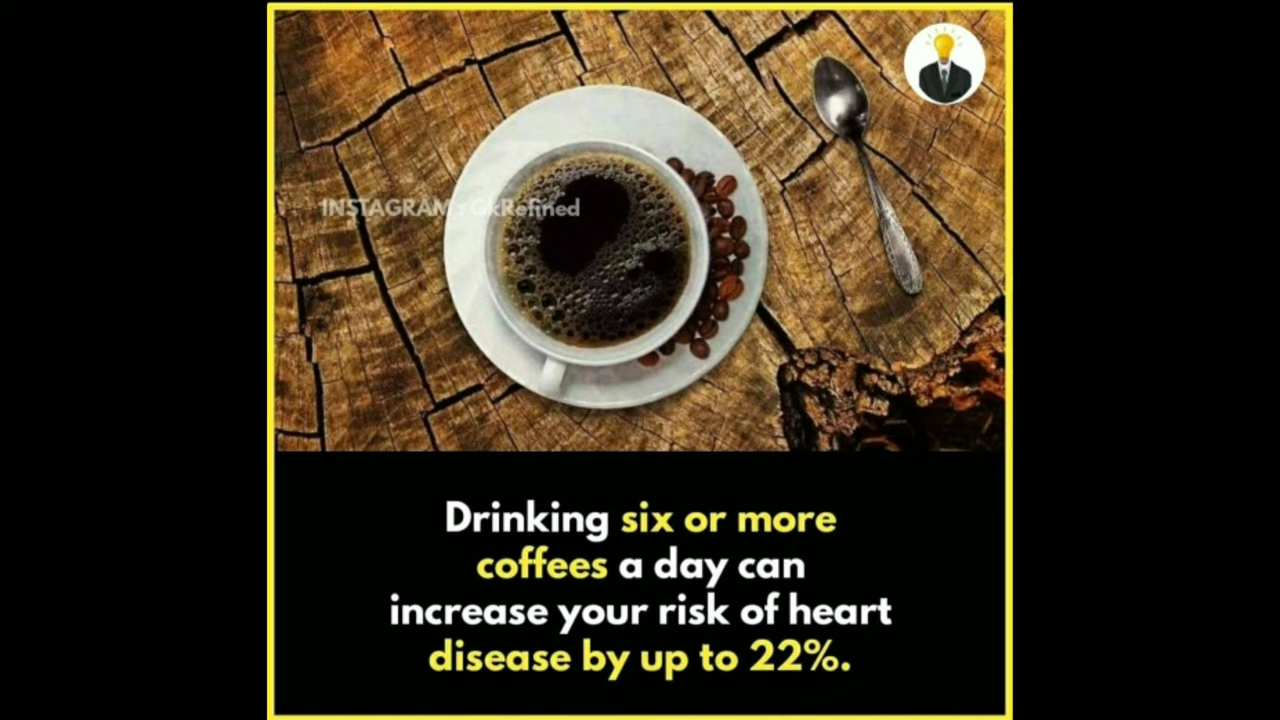 INSTAGRAM : GkRefined
Drinking six or more
coffees a day can
increase your risk of heart
disease by up to 22%.